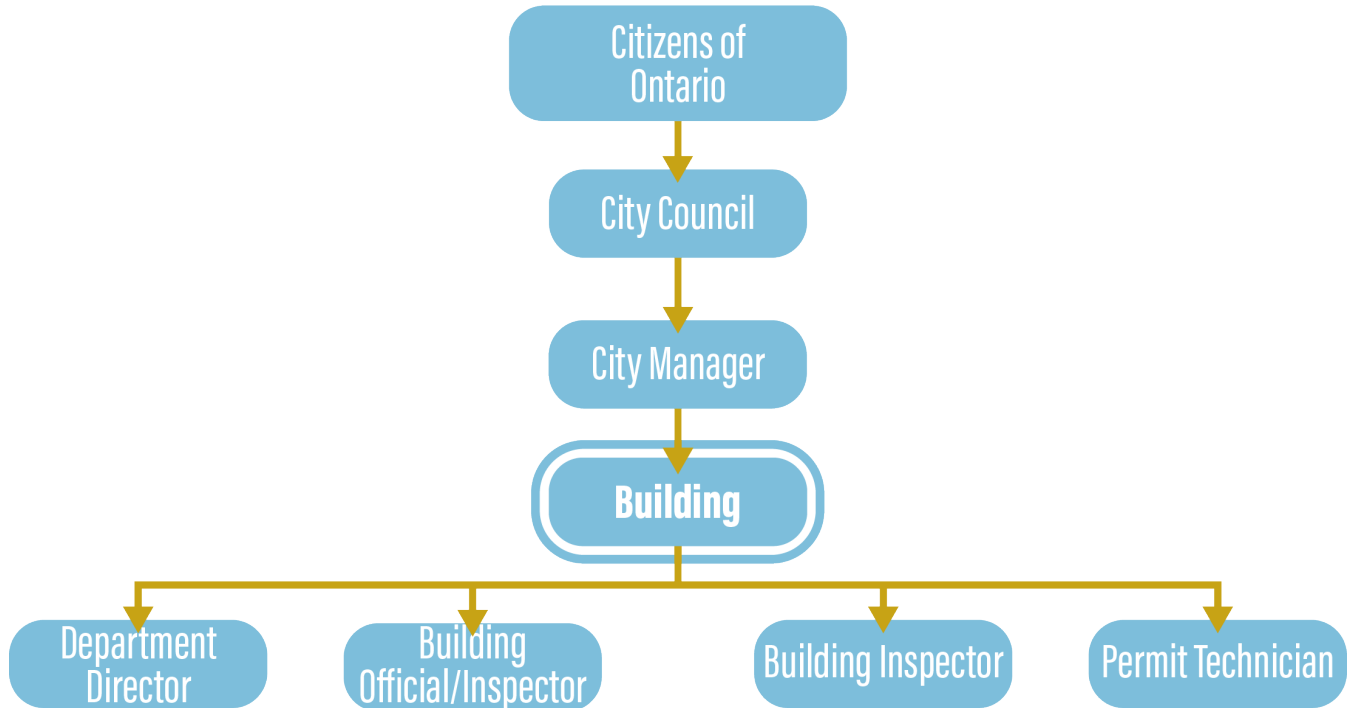 Citizens of
Ontario
City Council
City Manager
Building
Department
Director
Building
Official/Inspector
Building Inspector
Permit Technician